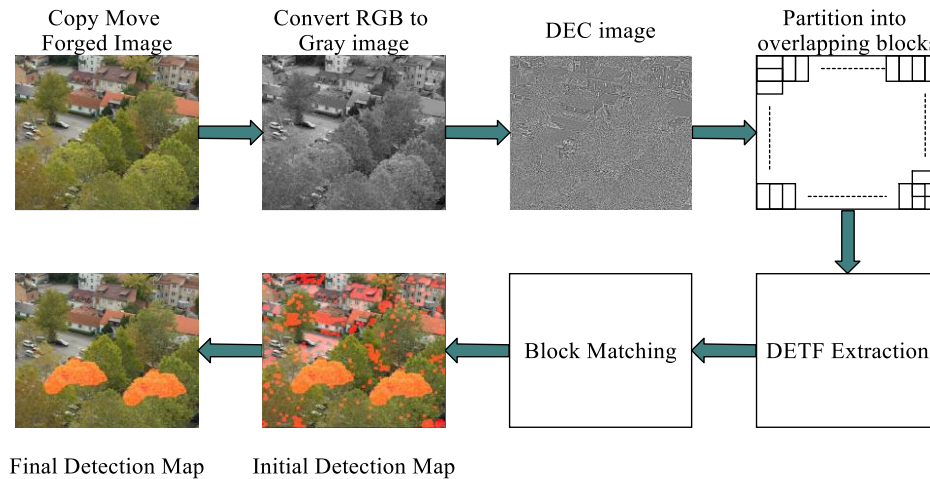 Copy Move
Forged Image
Convert RGB to
Gray image
DEC image
Partition into
overlapping blocks
DETF Extraction
Block Matching
Initial Detection Map
Final Detection Map